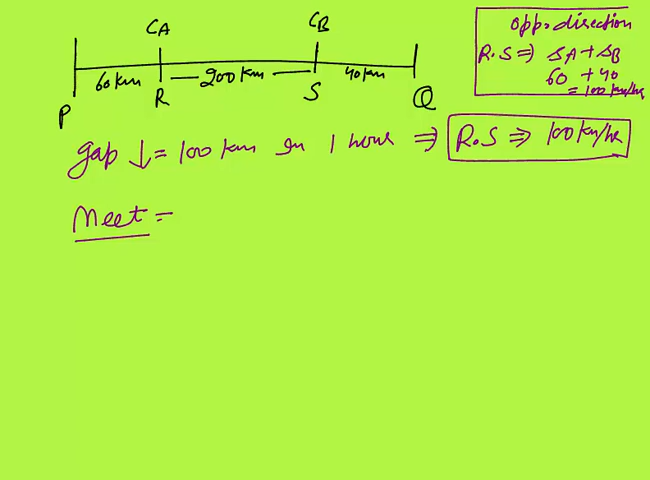 CA CB
60 km 200 km 40 km
P R S Q
opp. direction
R.S ⇒ SA + SB
60 + 40
= 100 km/hr
gap ↓ = 100 km in 1 hour ⇒ R.S ⇒ 100 km/hr
Meet =